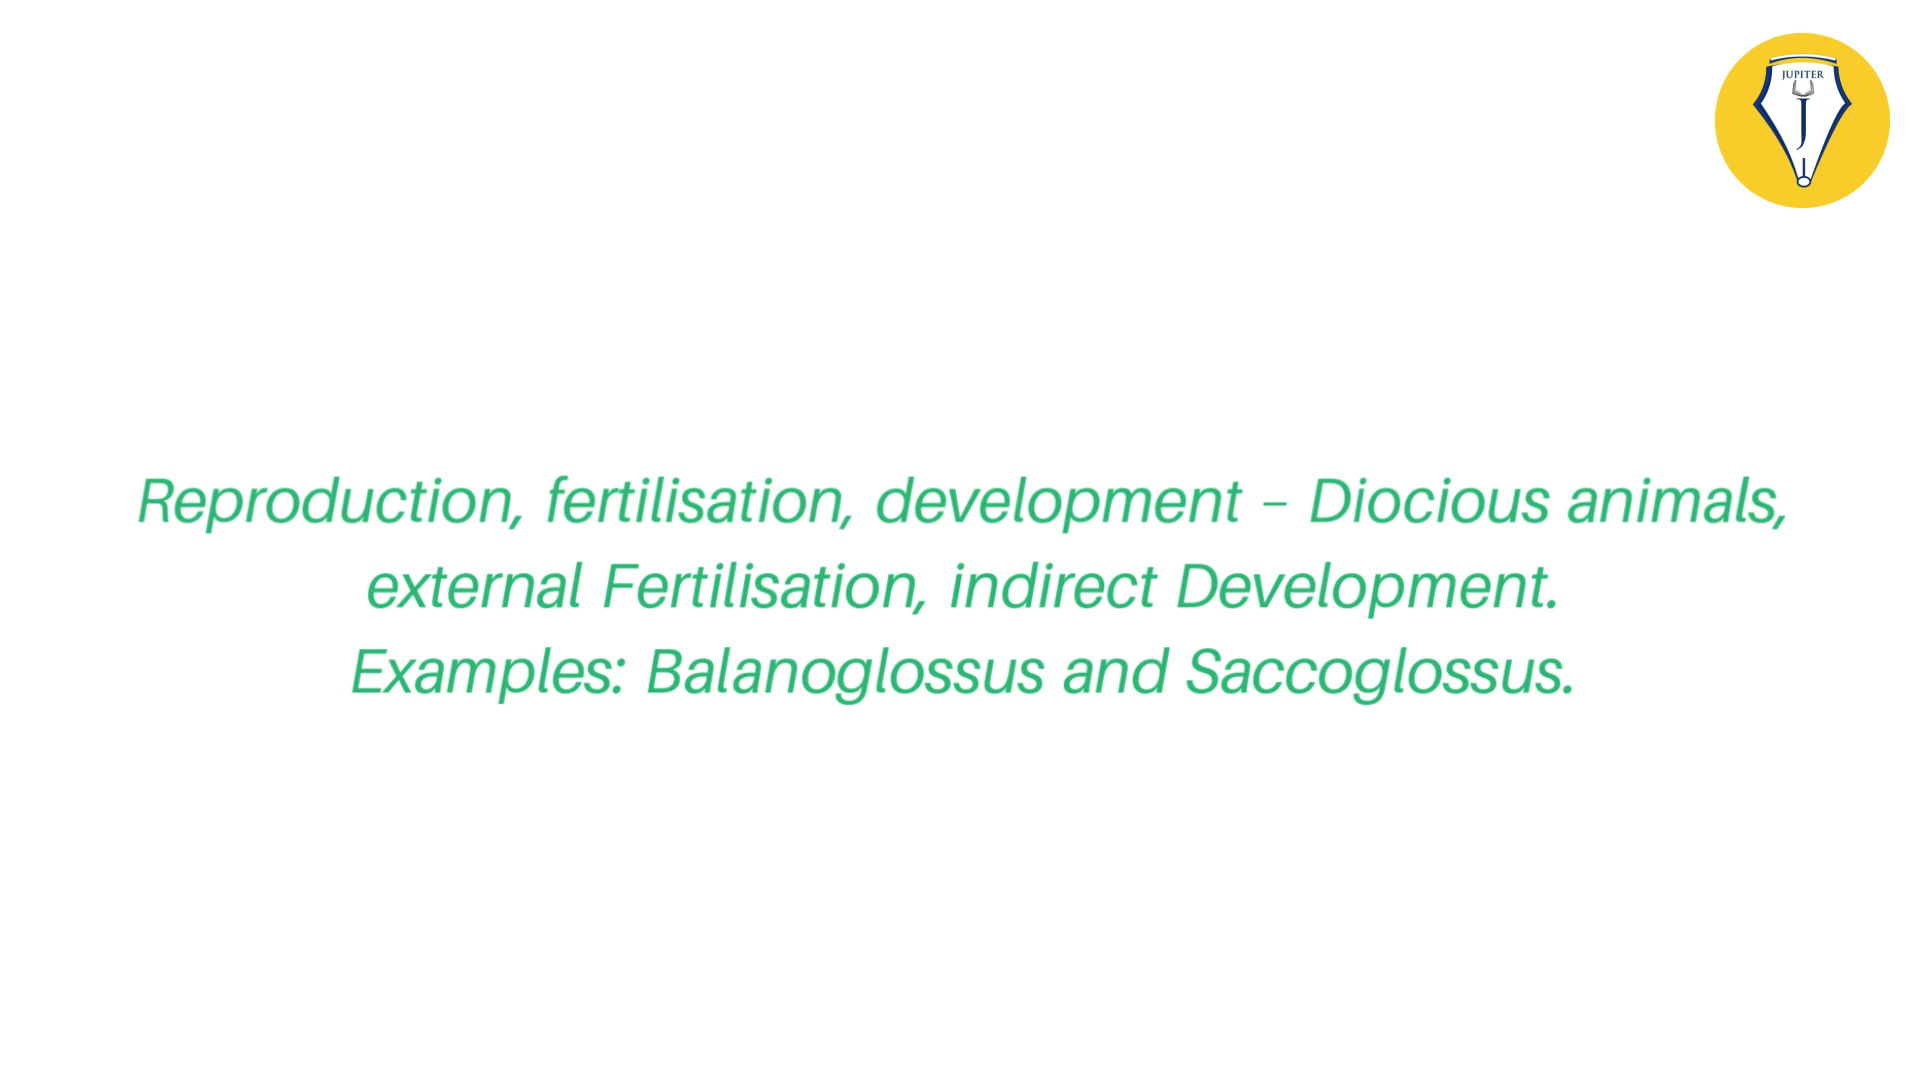 JUPITER
J
Reproduction, fertilisation, development – Diocious animals,
external Fertilisation, indirect Development.
Examples: Balanoglossus and Saccoglossus.